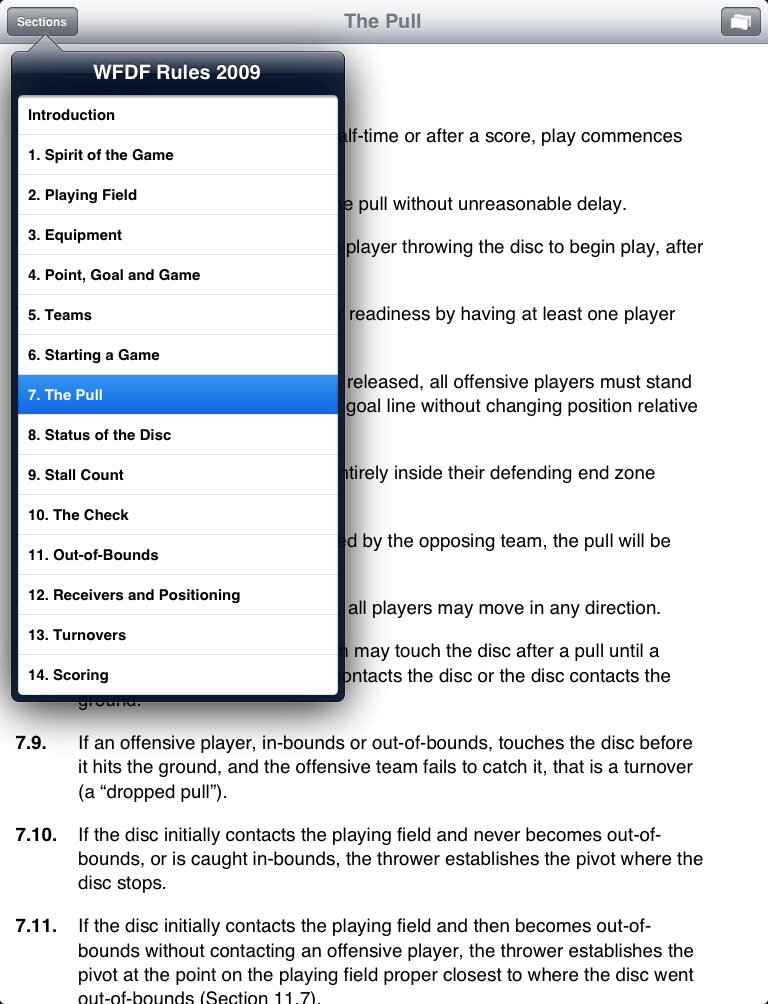 Sections
The Pull
WFDF Rules 2009
Introduction
1. Spirit of the Game
2. Playing Field
3. Equipment
4. Point, Goal and Game
5. Teams
6. Starting a Game
7. The Pull
8. Status of the Disc
9. Stall Count
10. The Check
11. Out-of-Bounds
12. Receivers and Positioning
13. Turnovers
14. Scoring
or after a score, play commences
pull without unreasonable delay.
player throwing the disc to begin play, after
readiness by having at least one player
released, all offensive players must stand
goal line without changing position relative
inside their defending end zone
by the opposing team, the pull will be
all players may move in any direction.
may touch the disc after a pull until a
the disc or the disc contacts the
ground.
7.9. If an offensive player, in-bounds or out-of-bounds, touches the disc before
it hits the ground, and the offensive team fails to catch it, that is a turnover
(a “dropped pull”).
7.10. If the disc initially contacts the playing field and never becomes out-of-
bounds, or is caught in-bounds, the thrower establishes the pivot where the
disc stops.
7.11. If the disc initially contacts the playing field and then becomes out-of-
bounds without contacting an offensive player, the thrower establishes the
pivot at the point on the playing field proper closest to where the disc went
out-of-bounds (Section 11.7).